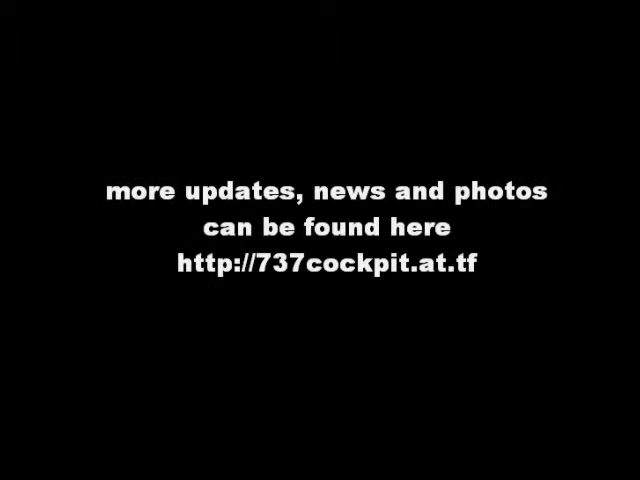 more updates, news and photos
can be found here
http://737cockpit.at.tf